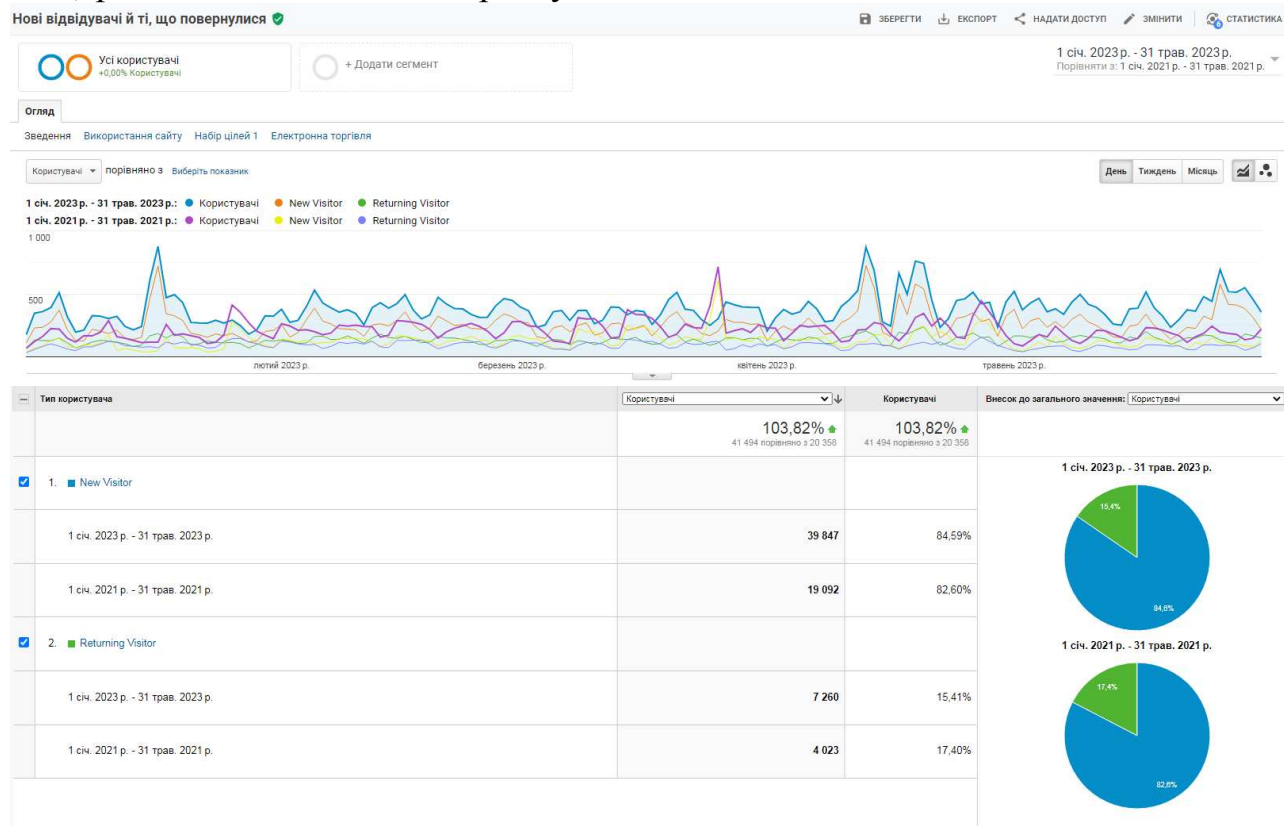 Нові відвідувачі й ті, що повернулися
ЗБЕРЕГТИ ЕКСПОРТ НАДАТИ ДОСТУП ЗМІНИТИ 6 СТАТИСТИКА
Усі користувачі
+0,00% Користувачі
+ Додати сегмент
1 січ. 2023 р. - 31 трав. 2023 р.
Порівняти з: 1 січ. 2021 р. - 31 трав. 2021 р.
Огляд
Зведення Використання сайту Набір цілей 1 Електронна торгівля
Користувачі порівняно з Виберіть показник
День Тиждень Місяць
1 січ. 2023 р. - 31 трав. 2023 р.: Користувачі New Visitor Returning Visitor
1 січ. 2021 р. - 31 трав. 2021 р.: Користувачі New Visitor Returning Visitor
1 000
500
лютий 2023 р. березень 2023 р. квітень 2023 р. травень 2023 р.
Тип користувача Користувачі Користувачі Внесок до загального значення: Користувачі
103,82% 103,82%
41 494 порівняно з 20 358 41 494 порівняно з 20 358
1. New Visitor
1 січ. 2023 р. - 31 трав. 2023 р. 39 847 84,59%
1 січ. 2021 р. - 31 трав. 2021 р. 19 092 82,60%
2. Returning Visitor
1 січ. 2023 р. - 31 трав. 2023 р. 7 260 15,41%
1 січ. 2021 р. - 31 трав. 2021 р. 4 023 17,40%
1 січ. 2023 р. - 31 трав. 2023 р.
15,4%
84,6%
1 січ. 2021 р. - 31 трав. 2021 р.
17,4%
82,6%